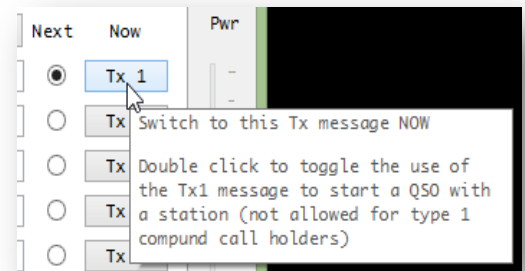 Next Now Pwr
Tx 1
Tx Switch to this Tx message NOW
Tx Double click to toggle the use of
the Tx1 message to start a QSO with
Tx a station (not allowed for type 1
compund call holders)
Tx